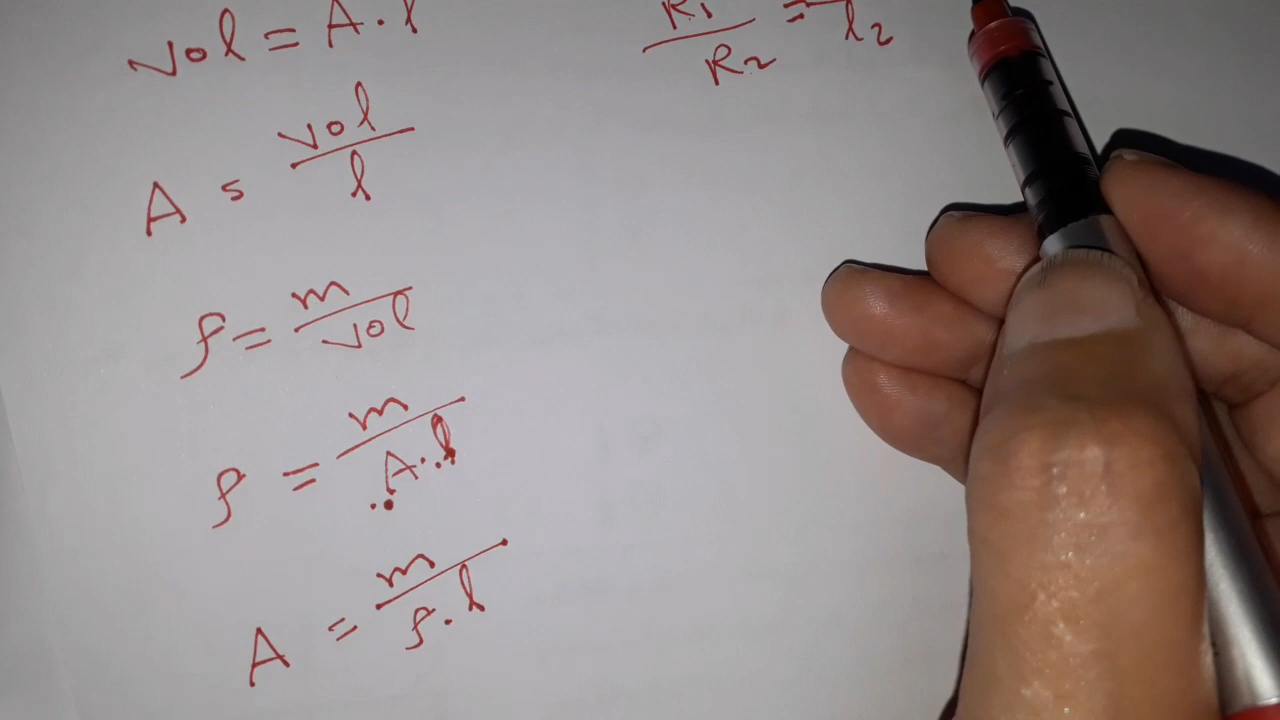 vol = A . l
A = vol / l
ρ = m / vol
ρ = m / A . l
A = m / ρ . l
R1 / R2 = l2